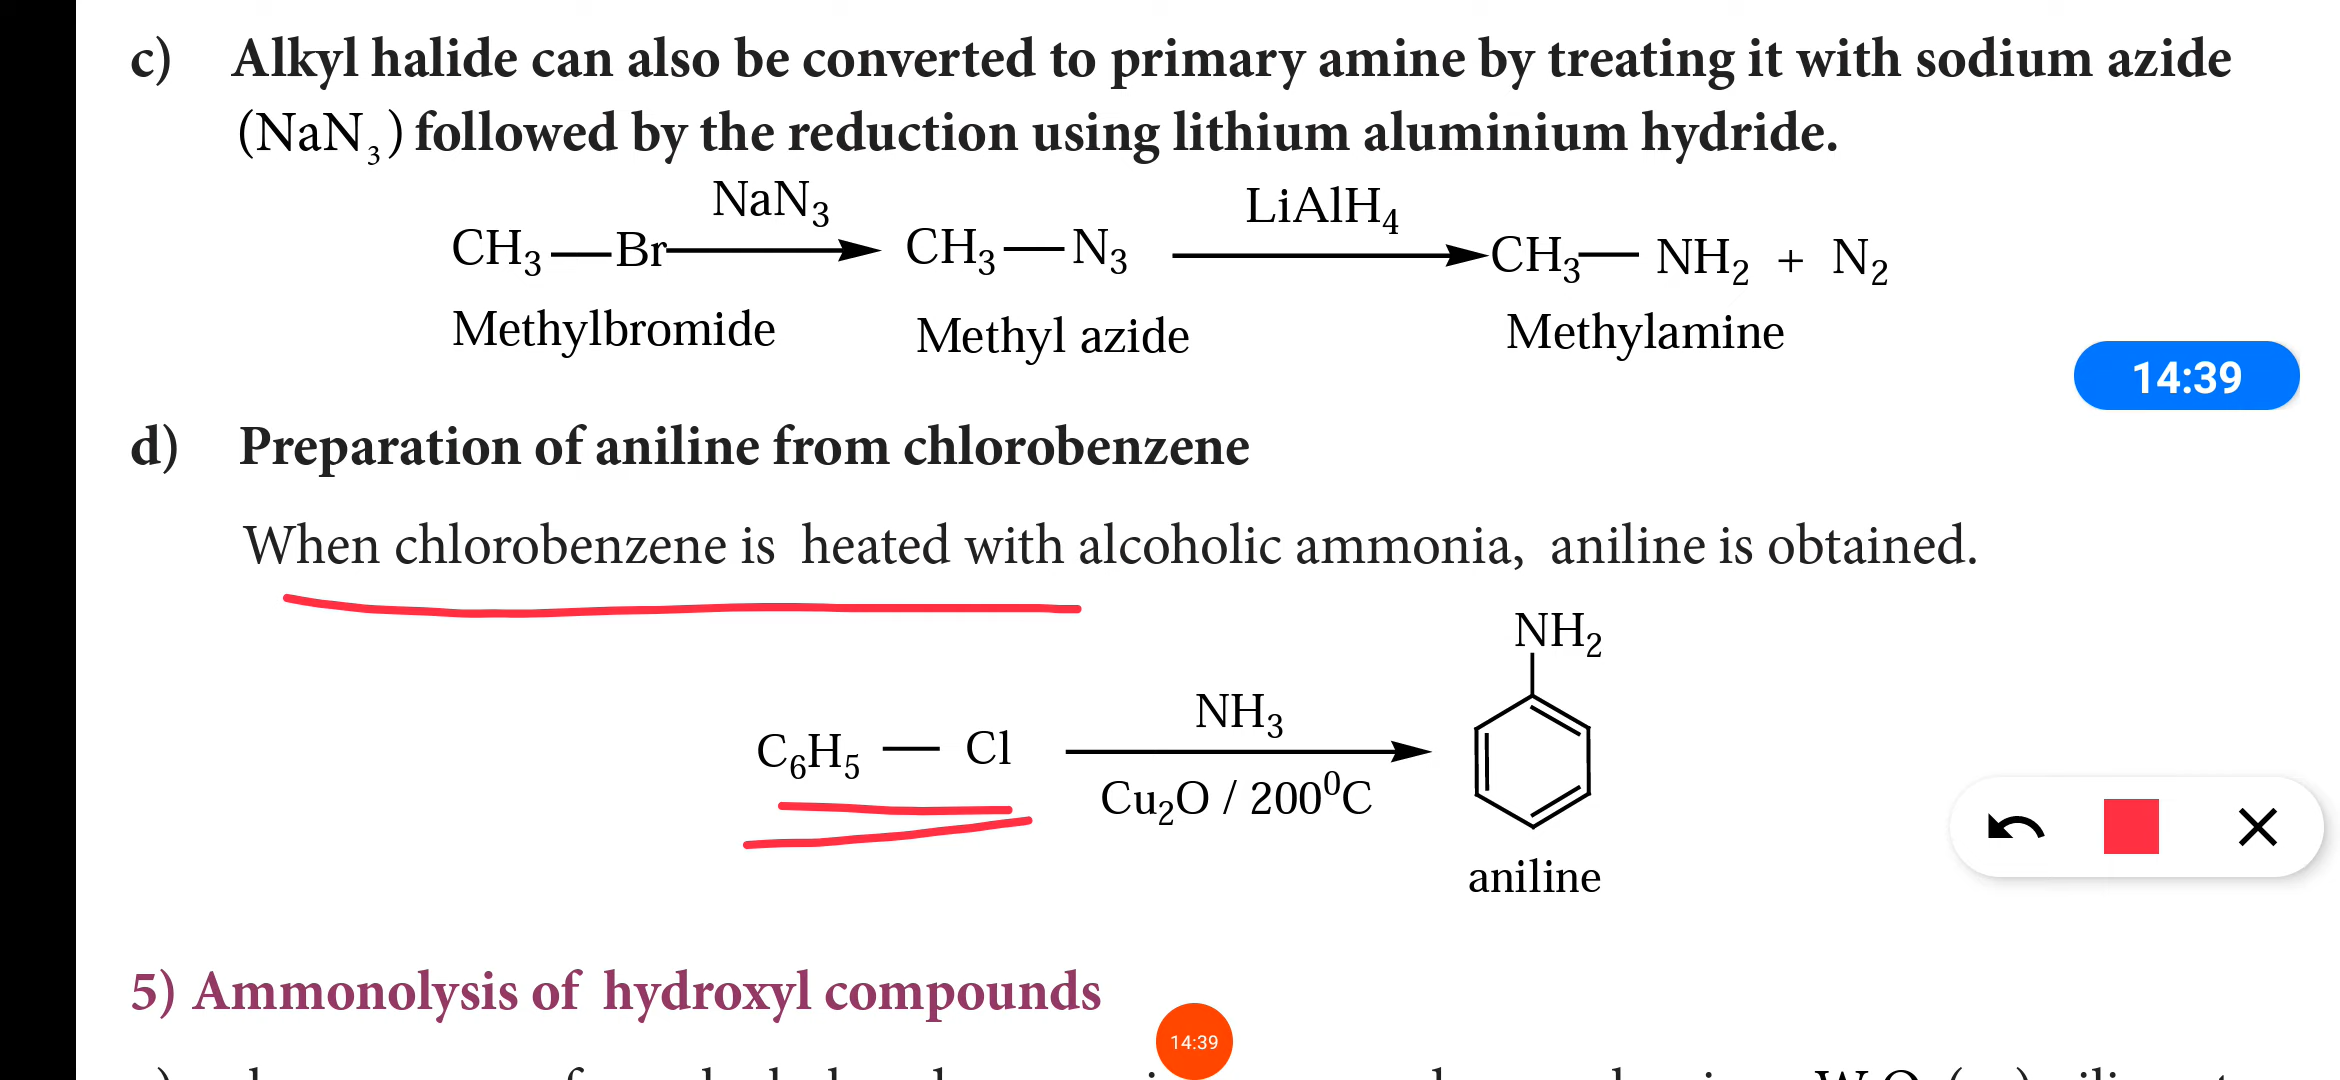 c) Alkyl halide can also be converted to primary amine by treating it with sodium azide
(NaN₃) followed by the reduction using lithium aluminium hydride.
NaN₃ LiAlH₄
CH₃—Br CH₃—N₃ CH₃—NH₂ + N₂
Methylbromide Methyl azide Methylamine
14:39
d) Preparation of aniline from chlorobenzene
When chlorobenzene is heated with alcoholic ammonia, aniline is obtained.
NH₂
NH₃
C₆H₅ — Cl
Cu₂O / 200⁰C
aniline
5) Ammonolysis of hydroxyl compounds
14:39